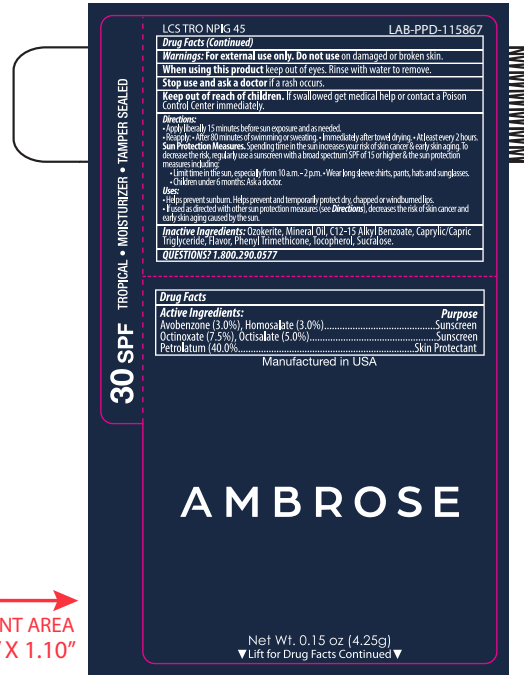 LCS TRO NPIG 45 LAB-PPD-115867
Drug Facts (Continued)
Warnings: For external use only. Do not use on damaged or broken skin.
When using this product keep out of eyes. Rinse with water to remove.
Stop use and ask a doctor if a rash occurs.
Keep out of reach of children. If swallowed get medical help or contact a Poison
Control Center immediately.
Directions:
• Apply liberally 15 minutes before sun exposure and as needed.
• Reapply: • After 80 minutes of swimming or sweating. • Immediately after towel drying. • At least every 2 hours.
Sun Protection Measures. Spending time in the sun increases your risk of skin cancer & early skin aging. To
decrease the risk, regularly use a sunscreen with a broad spectrum SPF of 15 or higher & the sun protection
measures including:
• Limit time in the sun, especially from 10 a.m. – 2 p.m. • Wear long sleeve shirts, pants, hats and sunglasses.
• Children under 6 months: Ask a doctor.
Uses:
• Helps prevent sunburn. Helps prevent and temporarily protect dry, chapped or windburned lips.
• If used as directed with other sun protection measures (see Directions), decreases the risk of skin cancer and
early skin aging caused by the sun.
Inactive Ingredients: Ozokerite, Mineral Oil, C12-15 Alkyl Benzoate, Caprylic/Capric
Triglyceride, Flavor, Phenyl Trimethicone, Tocopherol, Sucralose.
QUESTIONS? 1.800.290.0577
30 SPF TROPICAL • MOISTURIZER • TAMPER SEALED
Drug Facts
Active Ingredients: Purpose
Avobenzone (3.0%), Homosalate (3.0%)....................................Sunscreen
Octinoxate (7.5%), Octisalate (5.0%).........................................Sunscreen
Petrolatum (40.0%..........................................................Skin Protectant
Manufactured in USA
AMBROSE
NT AREA
X 1.10"
Net Wt. 0.15 oz (4.25g)
▼Lift for Drug Facts Continued▼